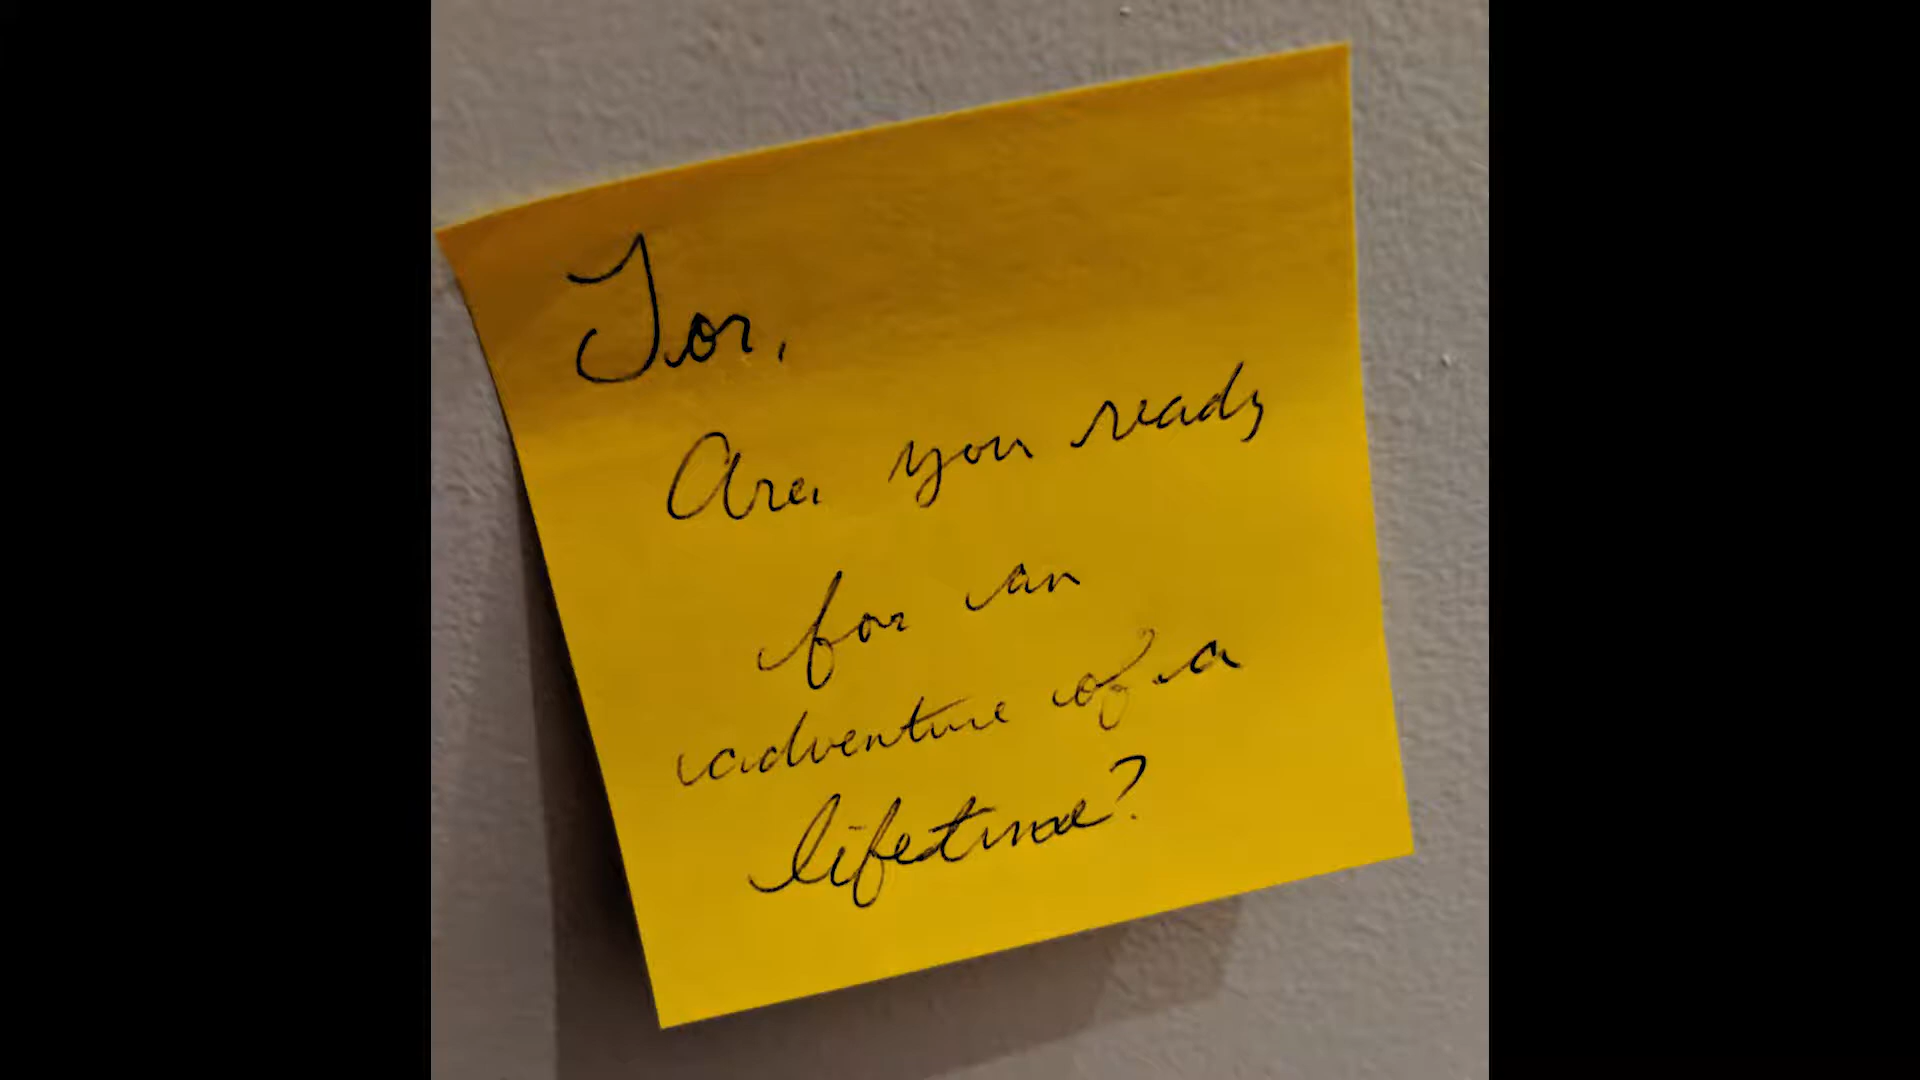 Tor,
Are you ready
for an
adventure of a
lifetime?